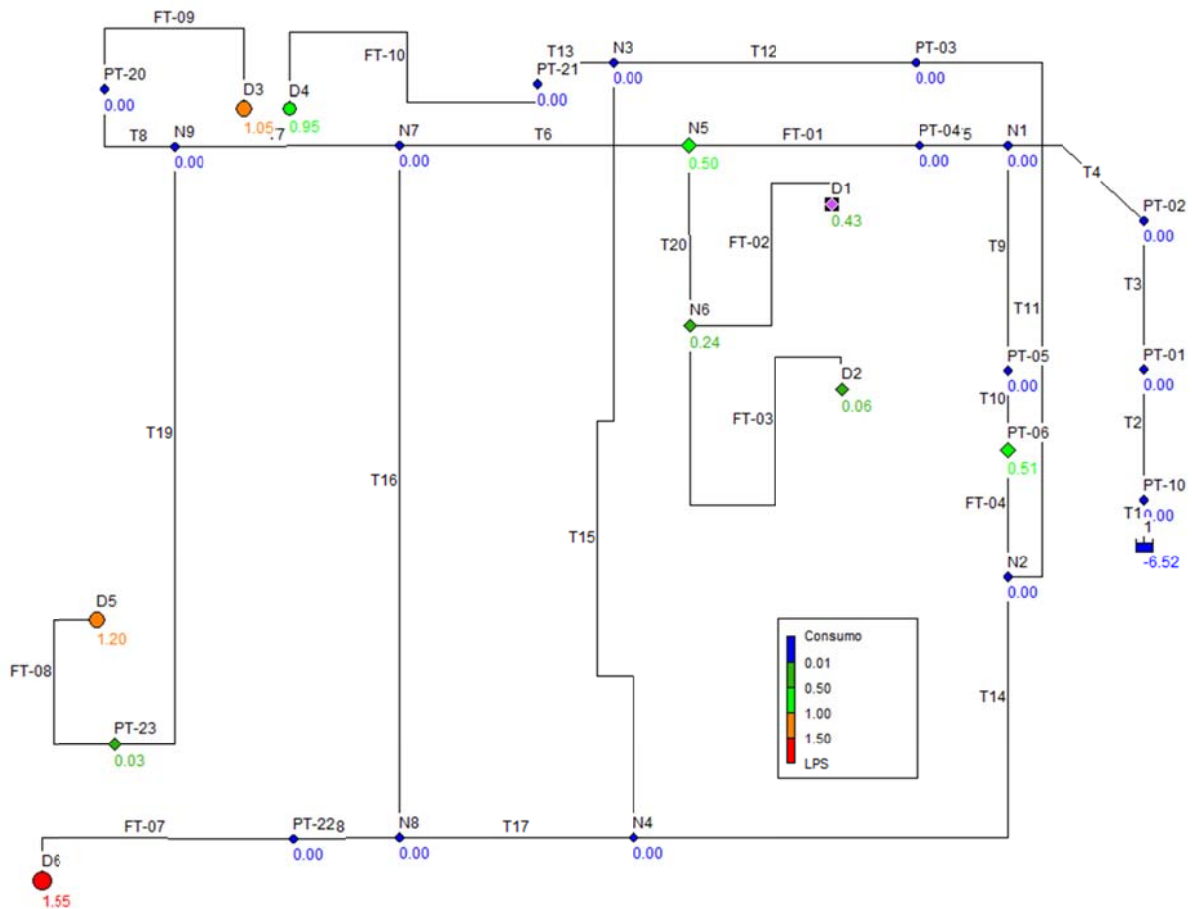 FT-09
FT-10
T13
N3
T12
PT-03
PT-20
D3
D4
PT-21
0.00
0.00
0.00
1.05
0.95
0.00
T8
N9
.7
N7
T6
N5
FT-01
PT-04
5
N1
0.00
0.00
0.50
0.00
0.00
T4
D1
0.43
PT-02
0.00
T20
FT-02
T9
T3
N6
0.24
T11
PT-05
0.00
PT-01
0.00
D2
0.06
T10
FT-03
T2
T19
PT-06
0.51
T16
PT-10
0.00
FT-04
T1
1
T15
-6.52
N2
0.00
D5
1.20
Consumo
0.01
0.50
1.00
1.50
LPS
FT-08
T14
PT-23
0.03
FT-07
PT-22
8
N8
T17
N4
0.00
0.00
0.00
D6
1.55